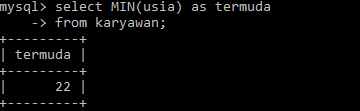 mysql> select MIN(usia) as termuda
    -> from karyawan;
+---------+
| termuda |
+---------+
|      22 |
+---------+